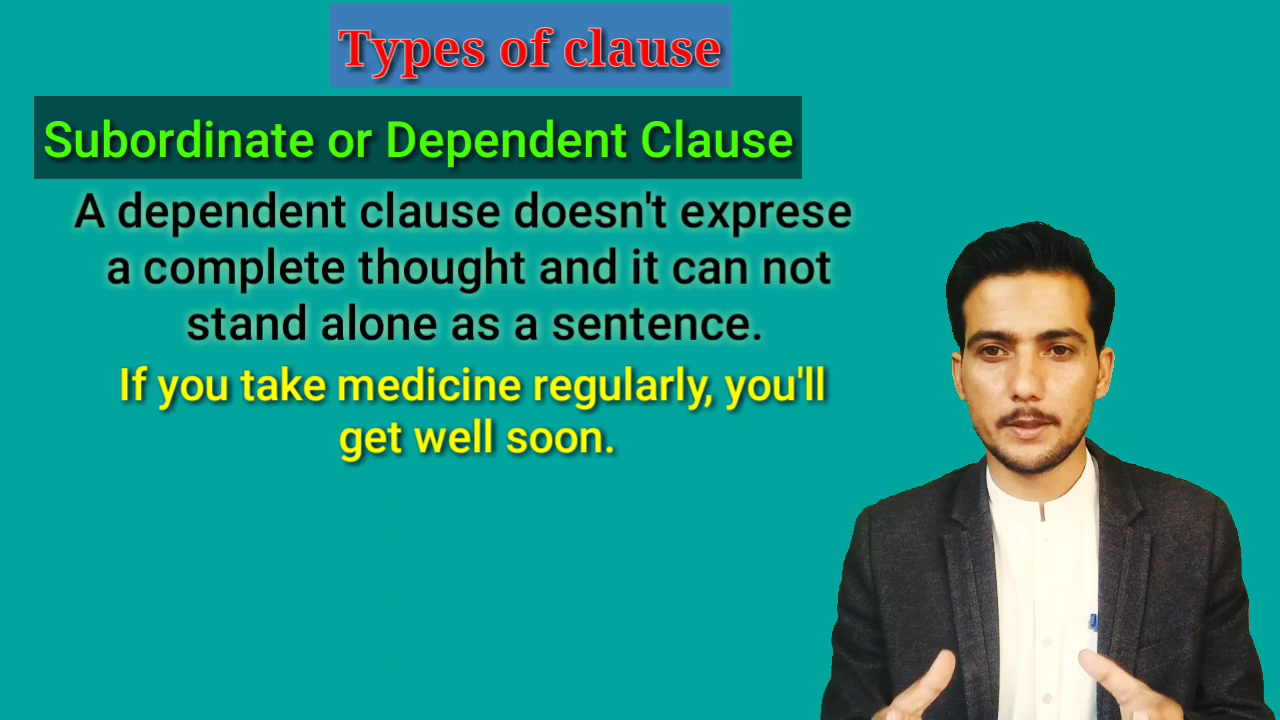 Types of clause
Subordinate or Dependent Clause
A dependent clause doesn't exprese
a complete thought and it can not
stand alone as a sentence.
If you take medicine regularly, you'll
get well soon.